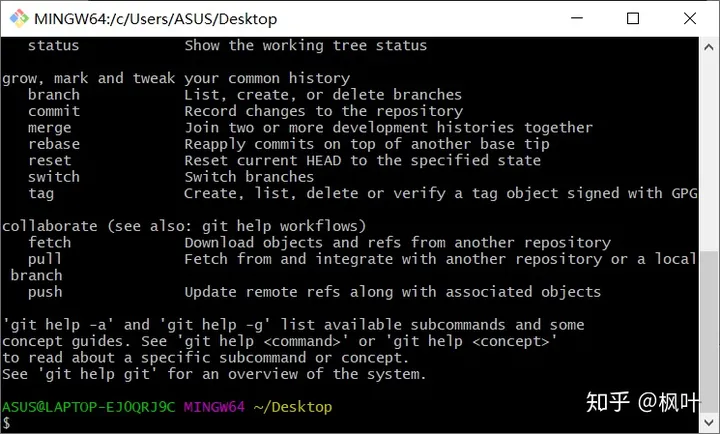 MINGW64:/c/Users/ASUS/Desktop
status Show the working tree status
grow, mark and tweak your common history
branch List, create, or delete branches
commit Record changes to the repository
merge Join two or more development histories together
rebase Reapply commits on top of another base tip
reset Reset current HEAD to the specified state
switch Switch branches
tag Create, list, delete or verify a tag object signed with GPG
collaborate (see also: git help workflows)
fetch Download objects and refs from another repository
pull Fetch from and integrate with another repository or a local
branch
push Update remote refs along with associated objects
'git help -a' and 'git help -g' list available subcommands and some
concept guides. See 'git help <command>' or 'git help <concept>'
to read about a specific subcommand or concept.
See 'git help git' for an overview of the system.
ASUS@LAPTOP-EJ0QRJ9C MINGW64 ~/Desktop
$
知乎 @枫叶